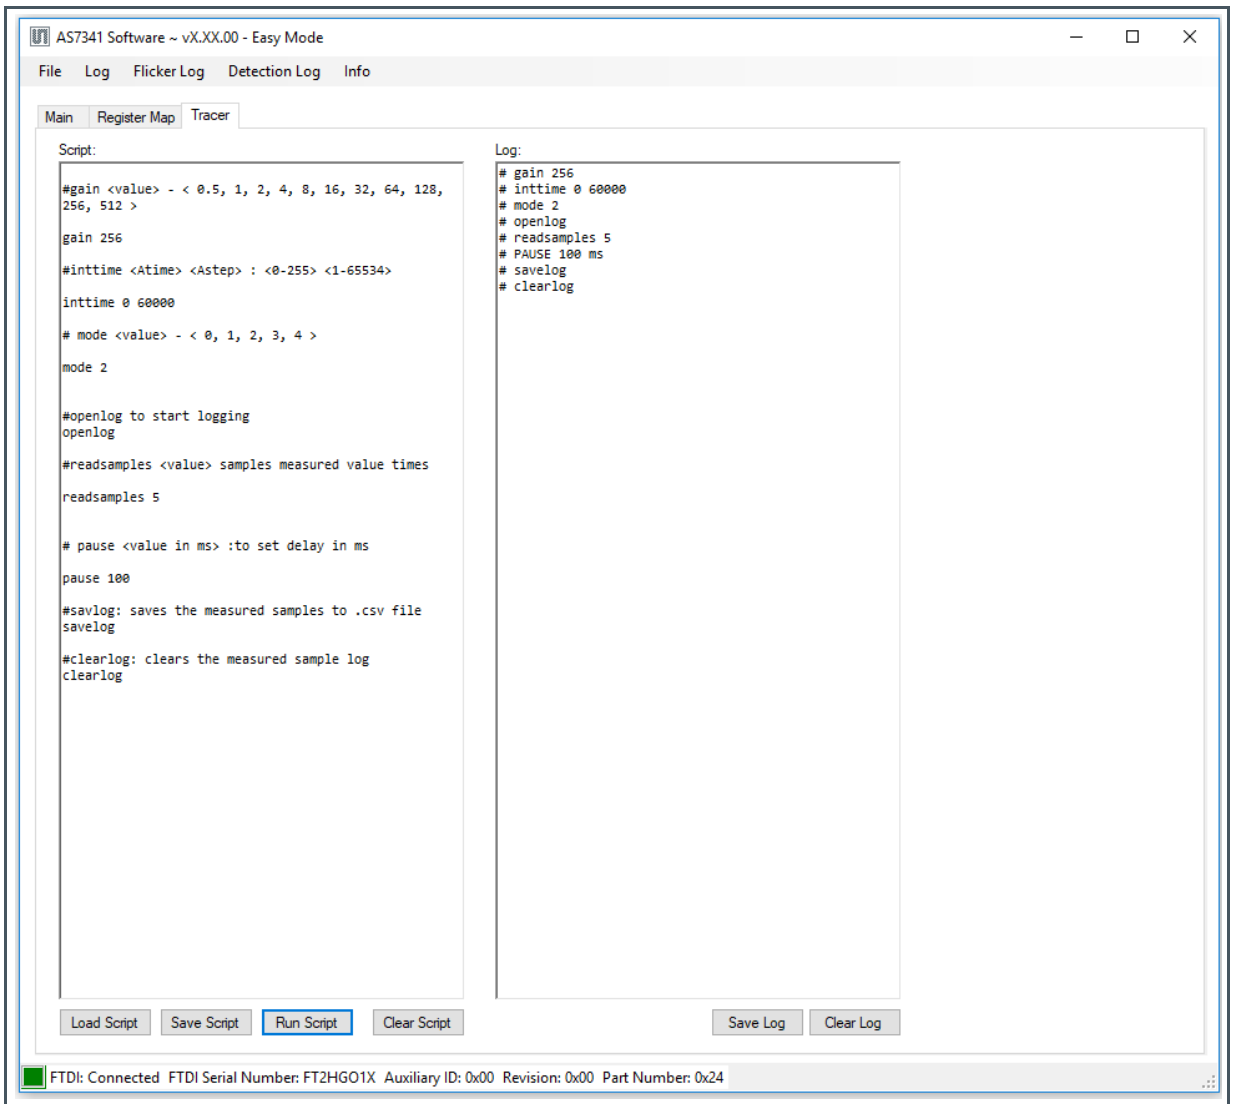 AS7341 Software ~ vX.XX.00 - Easy Mode
File Log Flicker Log Detection Log Info
Main Register Map Tracer
Script:
#gain <value> - < 0.5, 1, 2, 4, 8, 16, 32, 64, 128,
256, 512 >
gain 256
#inttime <Atime> <Astep> : <0-255> <1-65534>
inttime 0 60000
# mode <value> - < 0, 1, 2, 3, 4 >
mode 2
#openlog to start logging
openlog
#readsamples <value> samples measured value times
readsamples 5
# pause <value in ms> :to set delay in ms
pause 100
#savlog: saves the measured samples to .csv file
savelog
#clearlog: clears the measured sample log
clearlog
Log:
# gain 256
# inttime 0 60000
# mode 2
# openlog
# readsamples 5
# PAUSE 100 ms
# savelog
# clearlog
Load Script Save Script Run Script Clear Script
Save Log Clear Log
FTDI: Connected FTDI Serial Number: FT2HGO1X Auxiliary ID: 0x00 Revision: 0x00 Part Number: 0x24